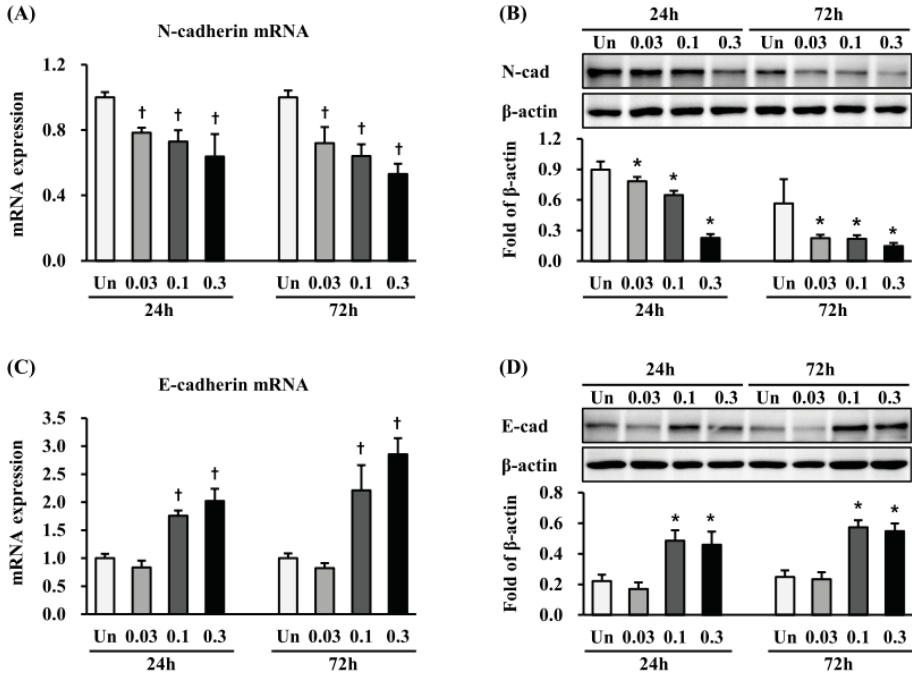 (A)
N-cadherin mRNA
mRNA expression
1.2
0.8
0.4
0.0
† † † † † †
Un 0.03 0.1 0.3 Un 0.03 0.1 0.3
24h 72h
(B)
24h 72h
Un 0.03 0.1 0.3 Un 0.03 0.1 0.3
N-cad
β-actin
Fold of β-actin
0.9
0.6
0.3
0.0
* * * * * *
Un 0.03 0.1 0.3 Un 0.03 0.1 0.3
24h 72h
(C)
E-cadherin mRNA
mRNA expression
3.5
3.0
2.5
2.0
1.5
1.0
0.5
0.0
† † † †
Un 0.03 0.1 0.3 Un 0.03 0.1 0.3
24h 72h
(D)
24h 72h
Un 0.03 0.1 0.3 Un 0.03 0.1 0.3
E-cad
β-actin
Fold of β-actin
0.8
0.6
0.4
0.2
0.0
* * * *
Un 0.03 0.1 0.3 Un 0.03 0.1 0.3
24h 72h